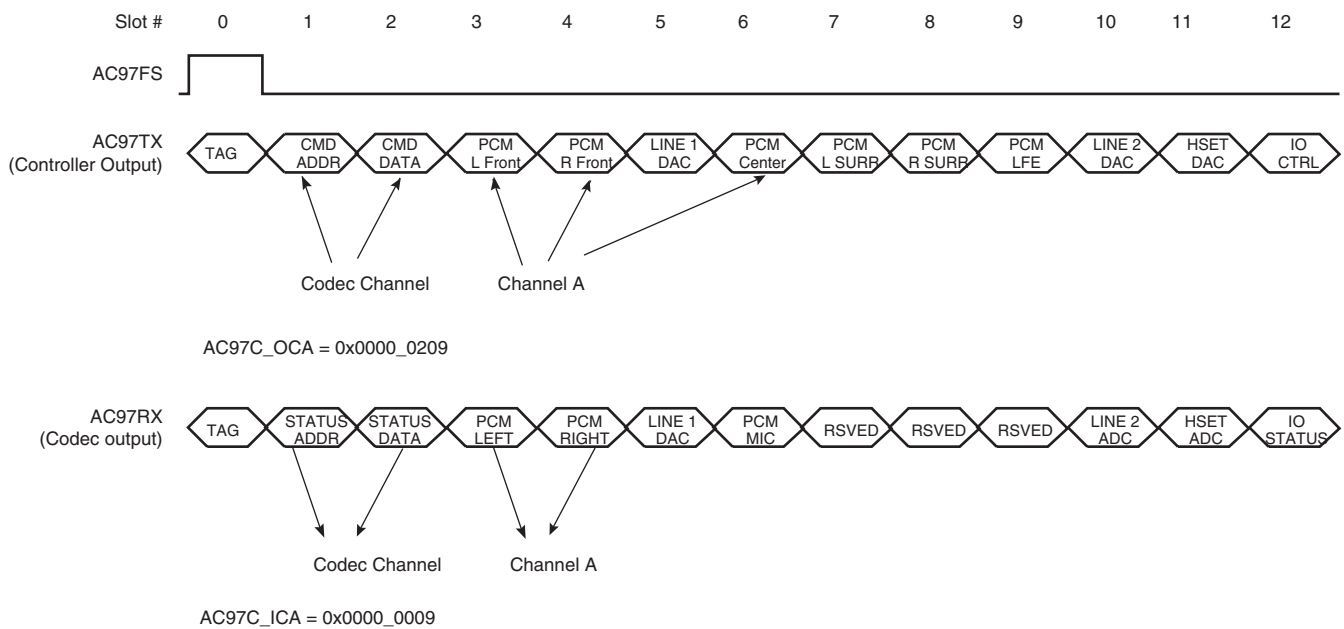 Slot # 0 1 2 3 4 5 6 7 8 9 10 11 12
AC97FS
AC97TX
(Controller Output)
TAG
CMD
ADDR
CMD
DATA
PCM
L Front
PCM
R Front
LINE 1
DAC
PCM
Center
PCM
L SURR
PCM
R SURR
PCM
LFE
LINE 2
DAC
HSET
DAC
IO
CTRL
Codec Channel
Channel A
AC97C_OCA = 0x0000_0209
AC97RX
(Codec output)
TAG
STATUS
ADDR
STATUS
DATA
PCM
LEFT
PCM
RIGHT
LINE 1
DAC
PCM
MIC
RSVED
RSVED
RSVED
LINE 2
ADC
HSET
ADC
IO
STATUS
Codec Channel
Channel A
AC97C_ICA = 0x0000_0009